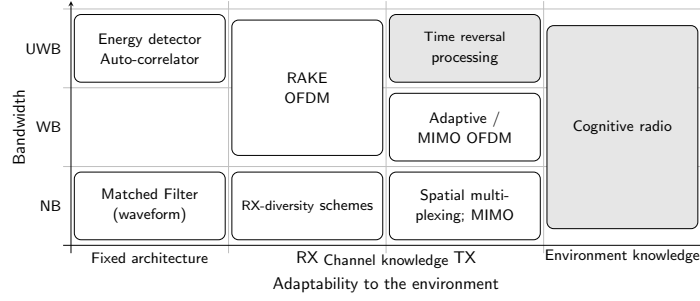 UWB
Energy detector
Auto-correlator
RAKE
OFDM
Time reversal
processing
Cognitive radio
Bandwidth
WB
Adaptive /
MIMO OFDM
NB
Matched Filter
(waveform)
RX-diversity schemes
Spatial multi-
plexing; MIMO
Fixed architecture
RX Channel knowledge TX
Environment knowledge
Adaptability to the environment